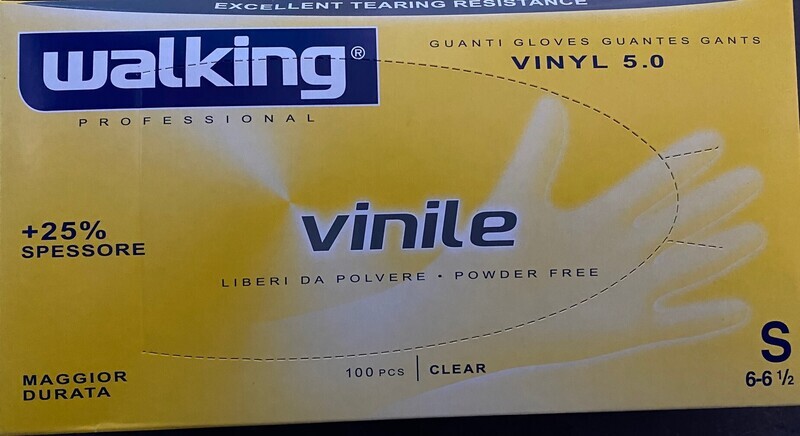 EXCELLENT TEARING RESISTANCE
walking®
PROFESSIONAL
GUANTI GLOVES GUANTES GANTS
VINYL 5.0
+25%
SPESSORE
vinile
LIBERI DA POLVERE • POWDER FREE
MAGGIOR
DURATA
100 PCS | CLEAR
S
6-6 ½